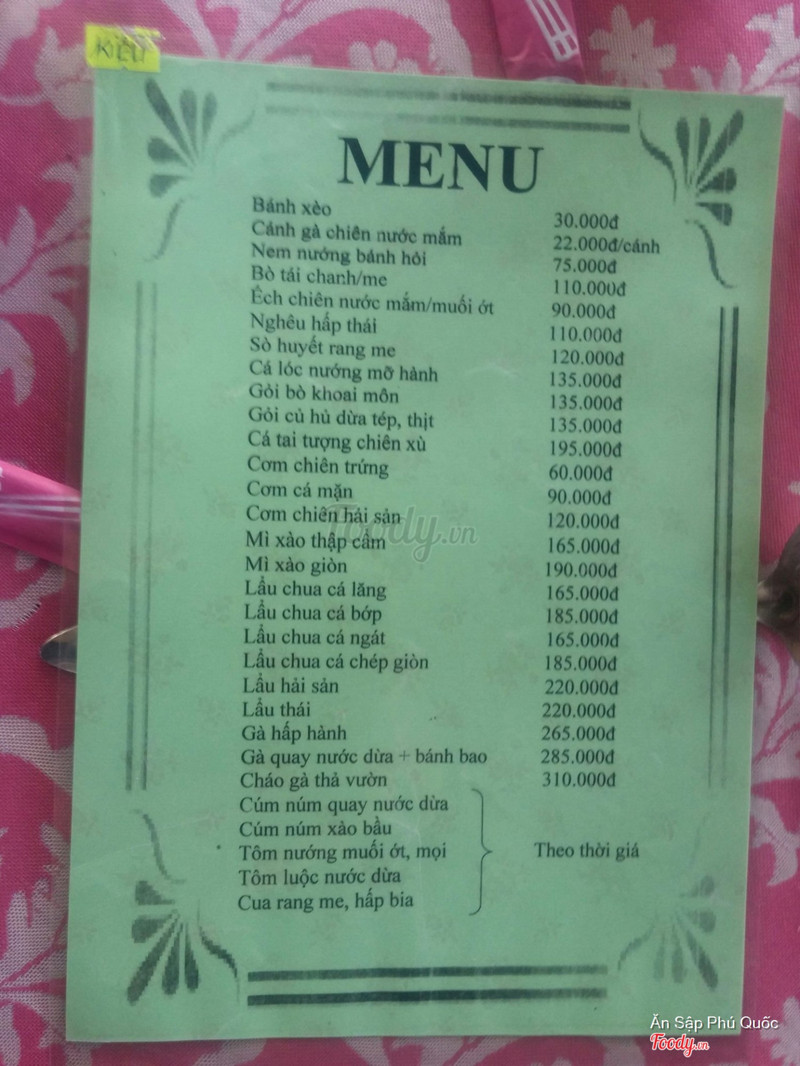 KIỀU
MENU
Bánh xèo 30.000đ
Cánh gà chiên nước mắm 22.000đ/cánh
Nem nướng bánh hỏi 75.000đ
Bò tái chanh/me 110.000đ
Ếch chiên nước mắm/muối ớt 90.000đ
Nghêu hấp thái 110.000đ
Sò huyết rang me 120.000đ
Cá lóc nướng mỡ hành 135.000đ
Gỏi bò khoai môn 135.000đ
Gỏi củ hủ dừa tép, thịt 135.000đ
Cá tai tượng chiên xù 195.000đ
Cơm chiên trứng 60.000đ
Cơm cá mặn 90.000đ
Cơm chiên hải sản 120.000đ
Mì xào thập cẩm 165.000đ
Mì xào giòn 190.000đ
Lẩu chua cá lăng 165.000đ
Lẩu chua cá bớp 185.000đ
Lẩu chua cá ngát 165.000đ
Lẩu chua cá chép giòn 185.000đ
Lẩu hải sản 220.000đ
Lẩu thái 220.000đ
Gà hấp hành 265.000đ
Gà quay nước dừa + bánh bao 285.000đ
Cháo gà thả vườn 310.000đ
Cúm núm quay nước dừa
Cúm núm xào bầu
Tôm nướng muối ớt, mọi Theo thời giá
Tôm luộc nước dừa
Cua rang me, hấp bia
Foody.vn
Ăn Sập Phú Quốc
Foody.vn